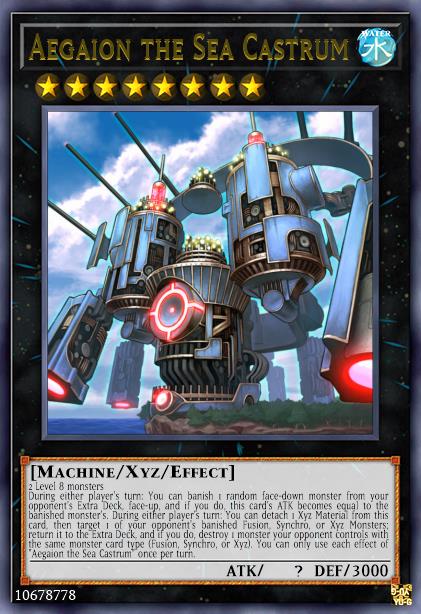 AEGAION THE SEA CASTRUM
WATER
水
[MACHINE/XYZ/EFFECT]
2 Level 8 monsters
During either player's turn: You can banish 1 random face-down monster from your
opponent's Extra Deck, face-up, and if you do, this card's ATK becomes equal to the
banished monster's. During either player's turn: You can detach 1 Xyz Material from this
card, then target 1 of your opponent's banished Fusion, Synchro, or Xyz Monsters;
return it to the Extra Deck, and if you do, destroy 1 monster your opponent controls with
the same monster card type (Fusion, Synchro, or Xyz). You can only use each effect of
"Aegaion the Sea Castrum" once per turn.
ATK/ ? DEF/3000
10678778